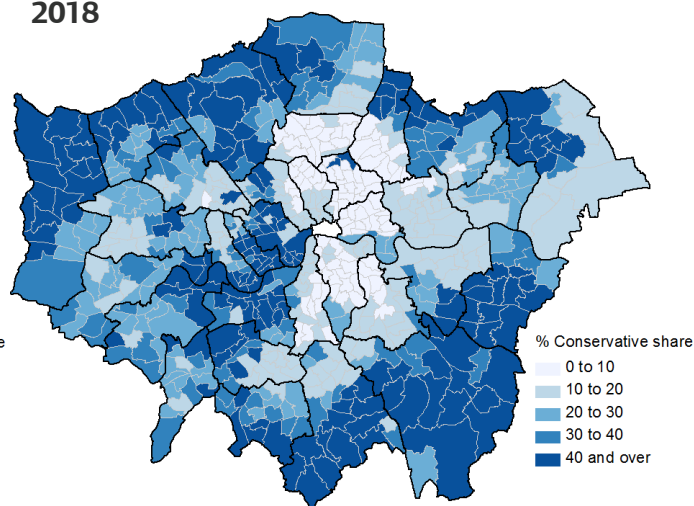 2018
e
% Conservative share
0 to 10
10 to 20
20 to 30
30 to 40
40 and over